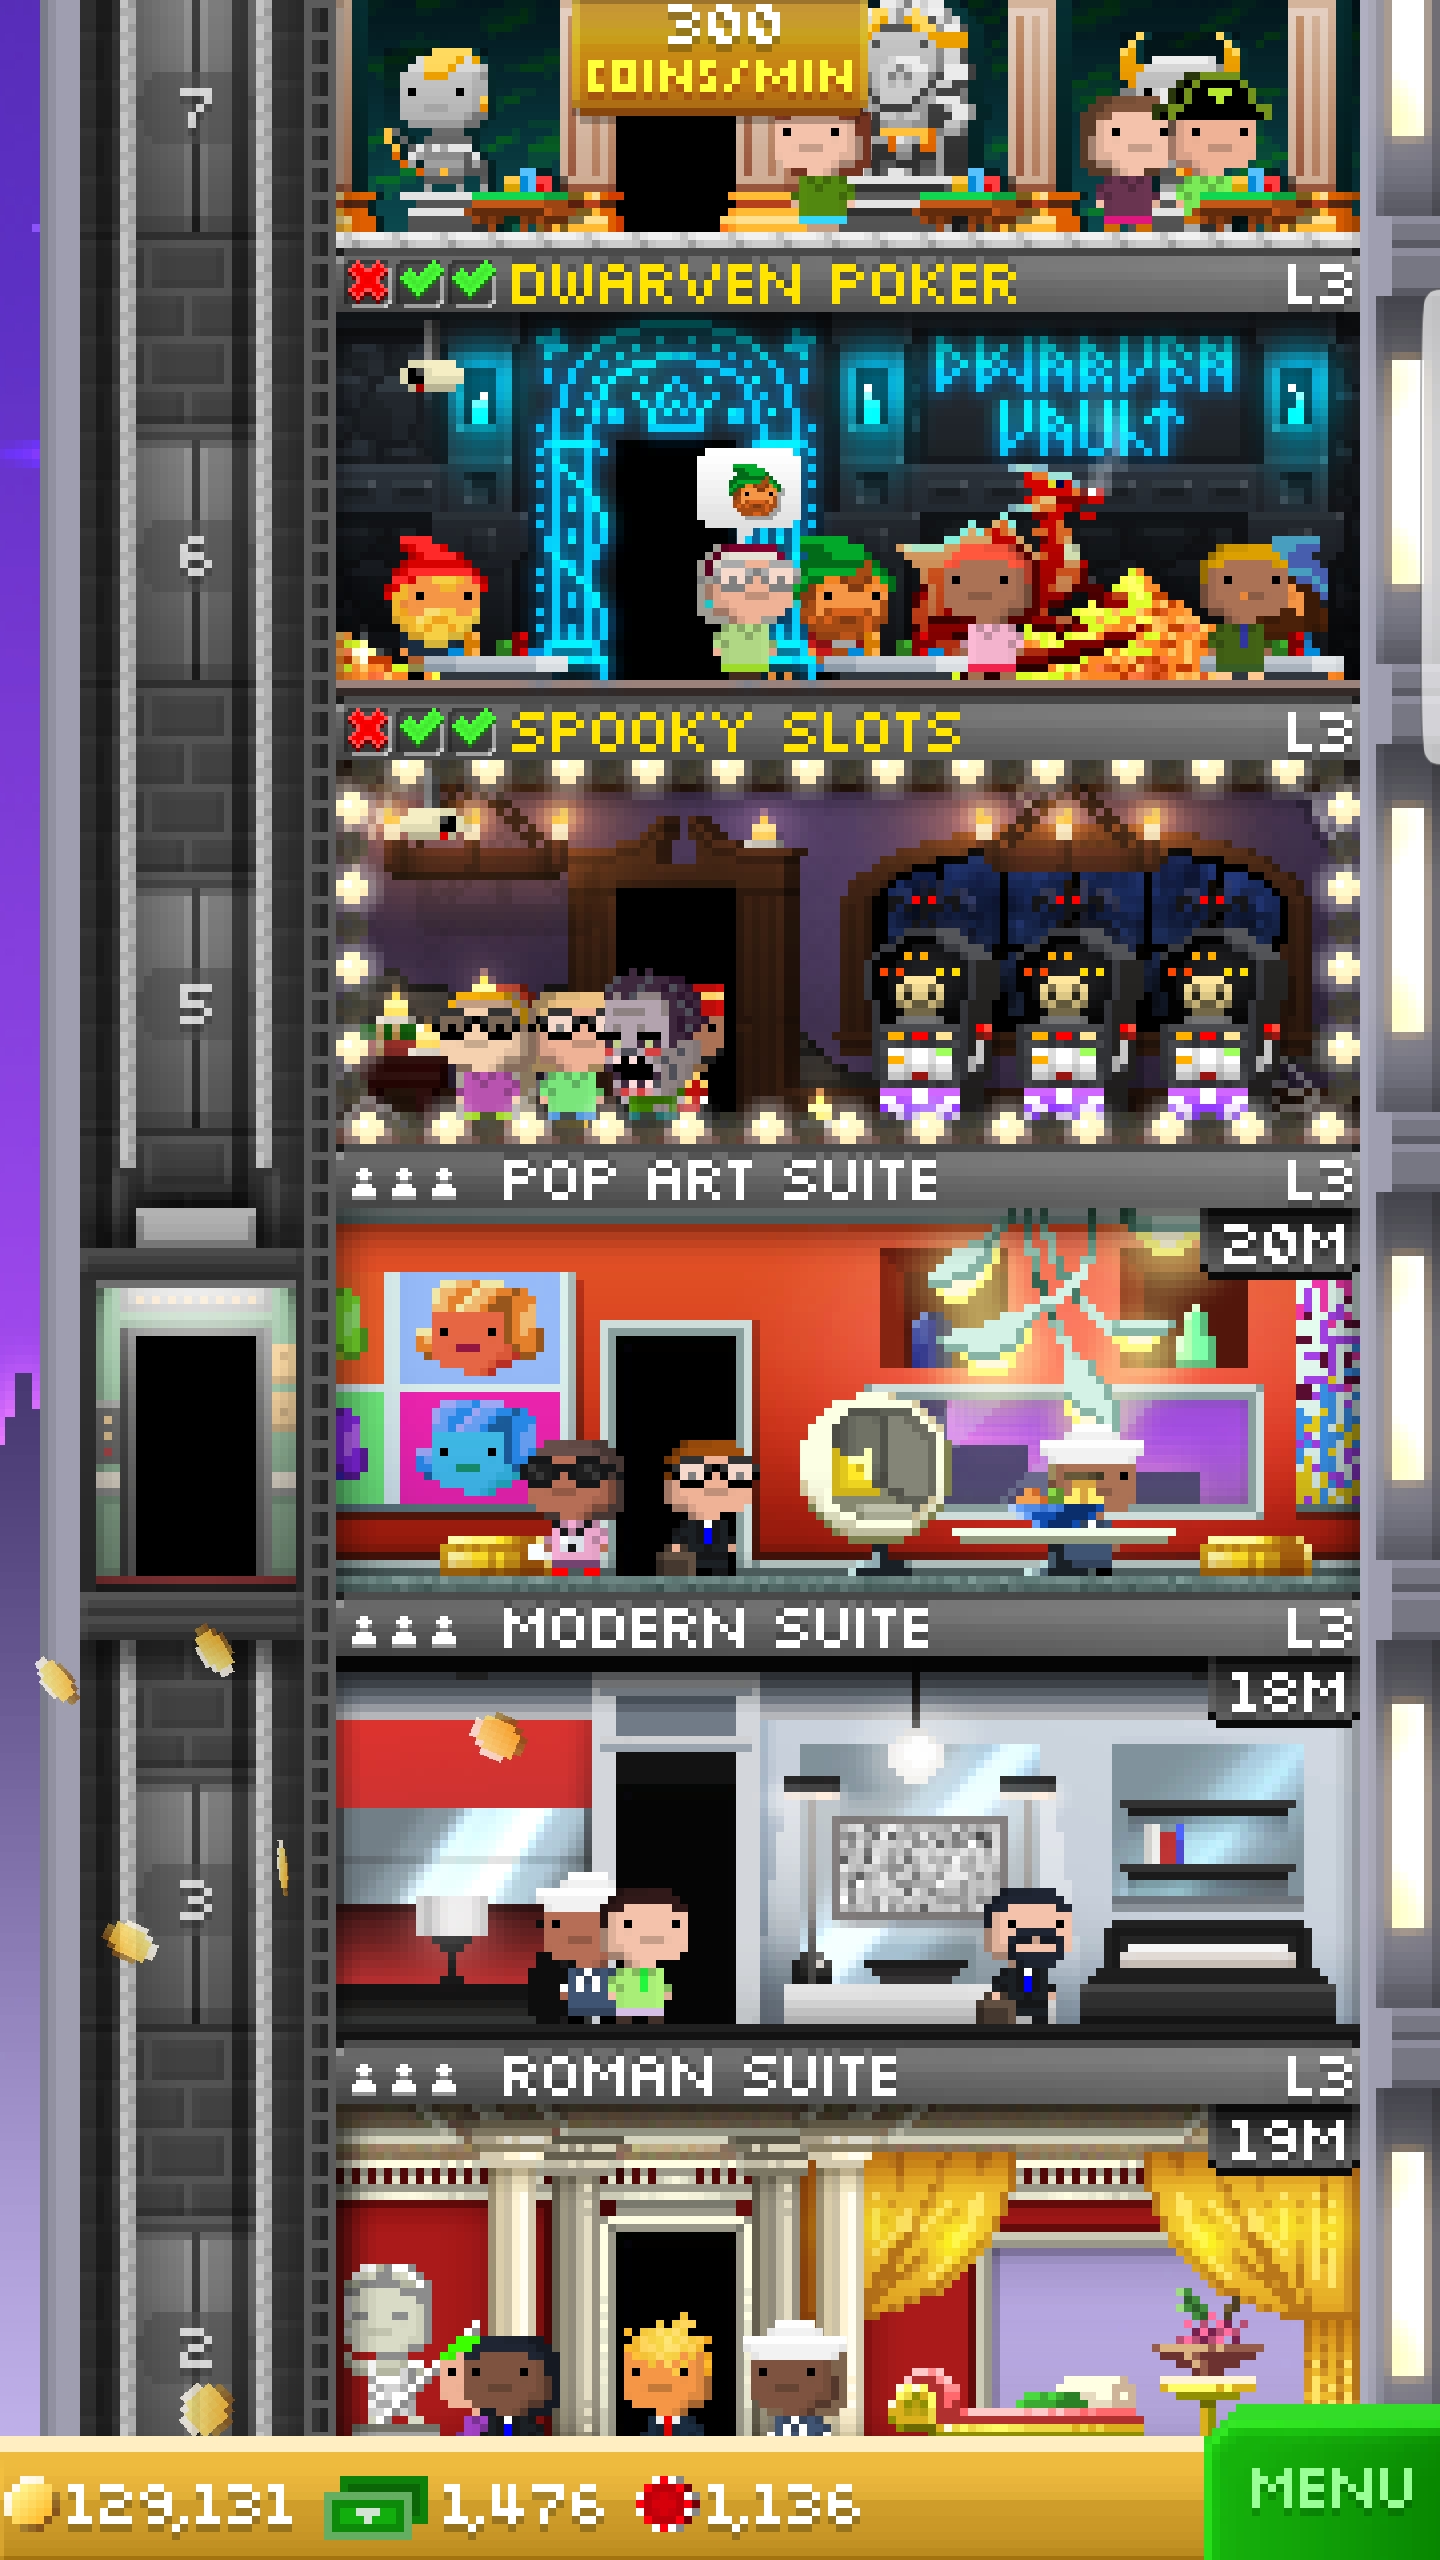 300
COINS/MIN
7
DWARVEN POKER L3
DWARVEN
VAULT
6
SPOOKY SLOTS L3
5
POP ART SUITE L3
20M
MODERN SUITE L3
18M
3
ROMAN SUITE L3
19M
2
129,131 1,476 1,136
MENU